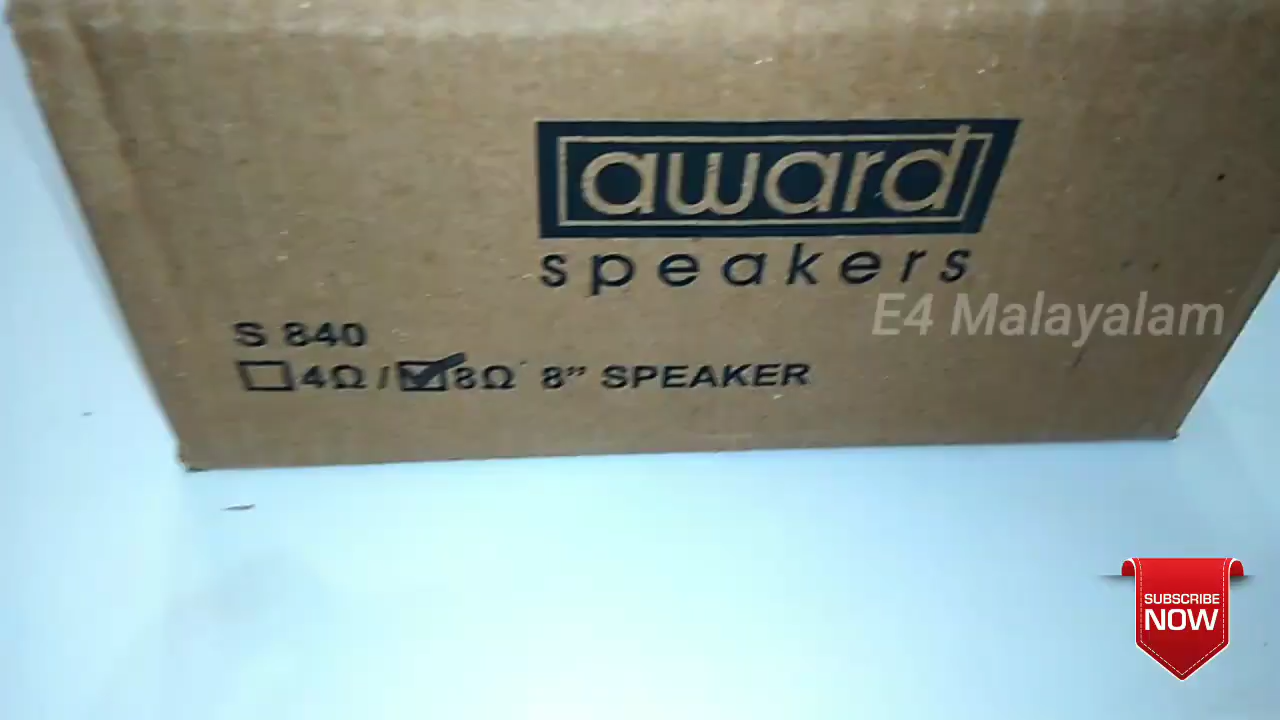 award
speakers
E4 Malayalam
S 840
4Ω / 8Ω 8” SPEAKER
SUBSCRIBE
NOW